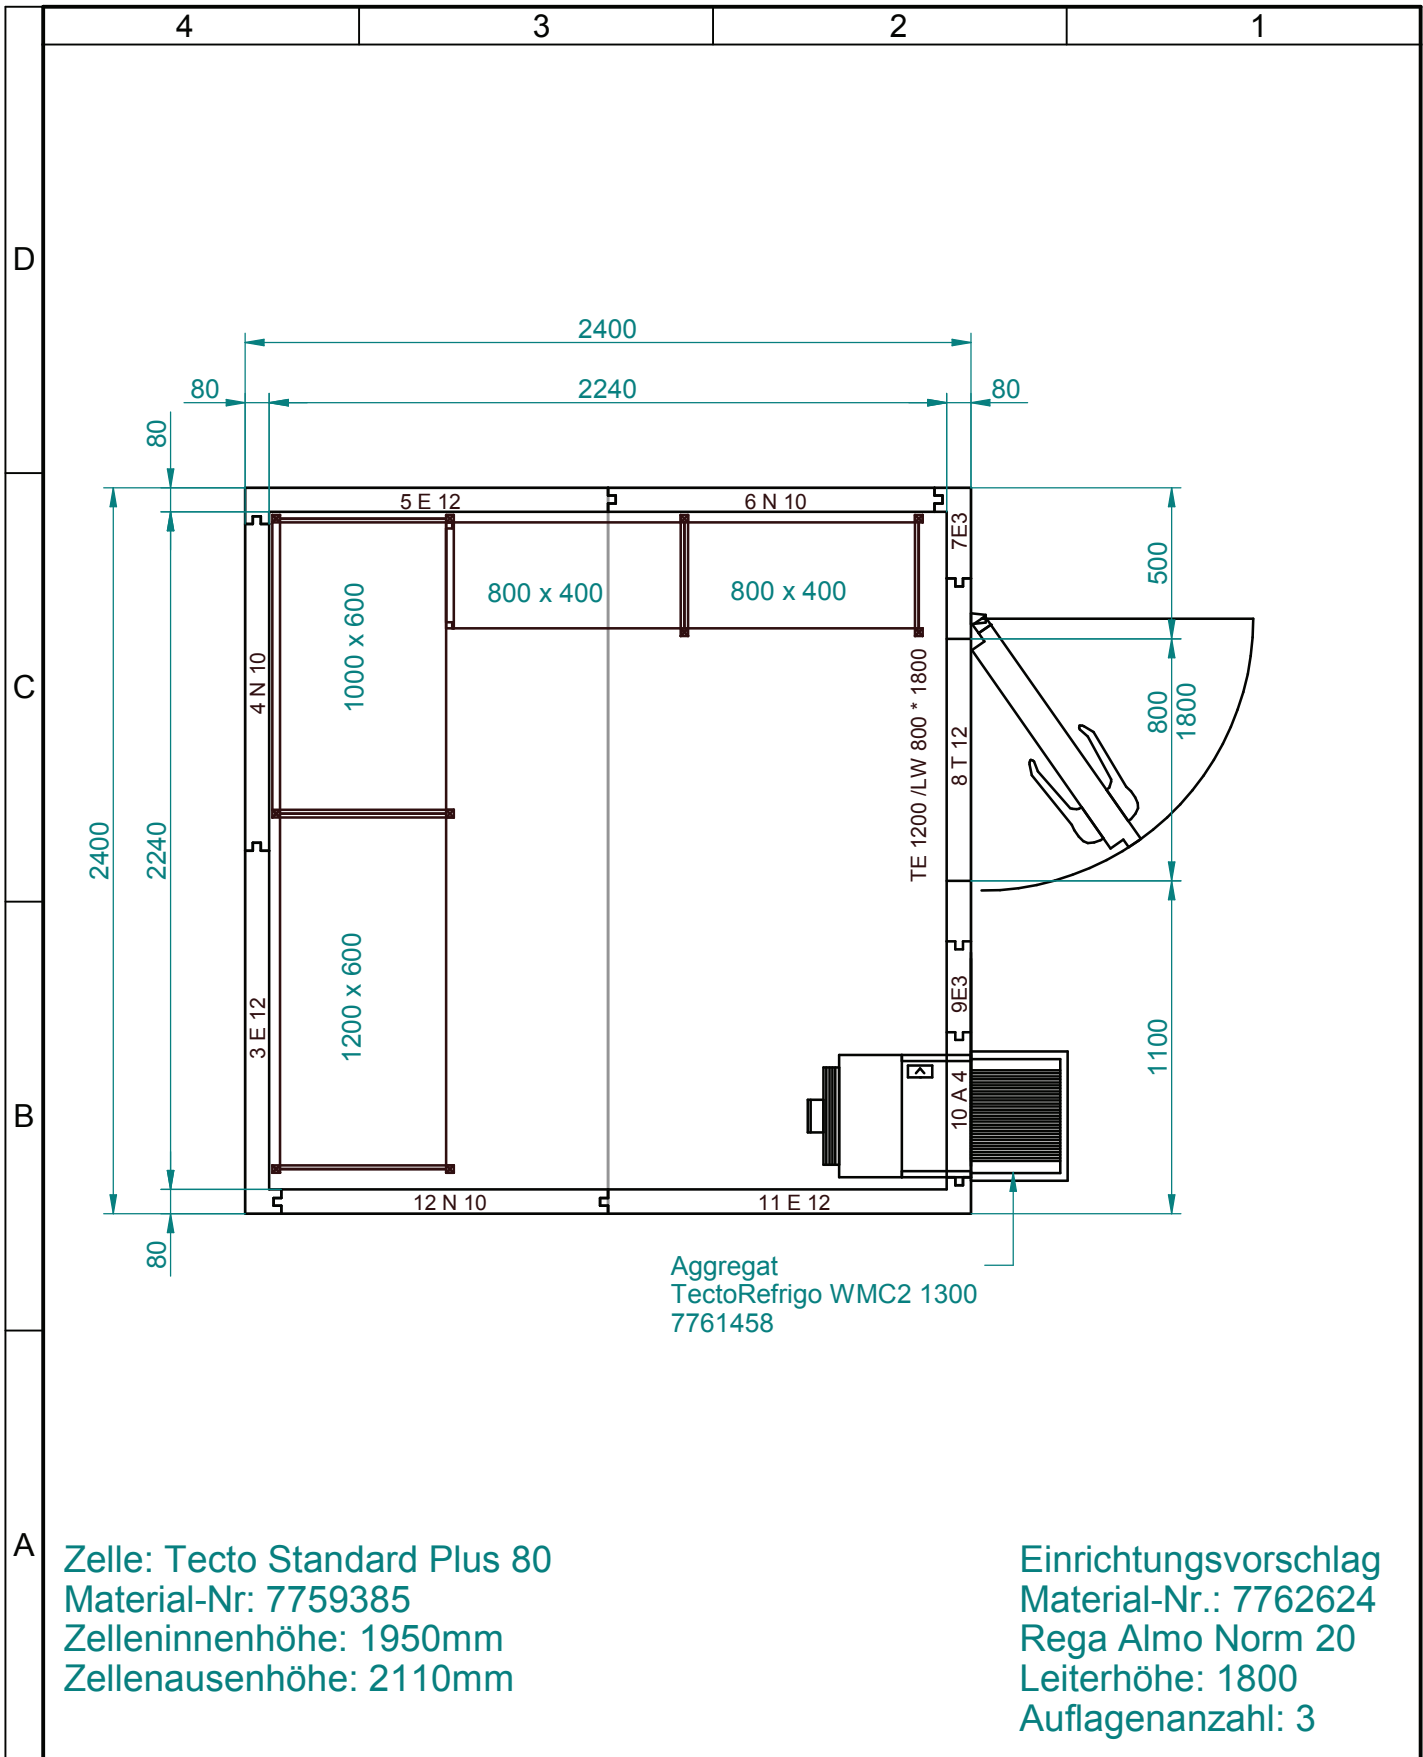 4
3
2
1
D
C
B
A
2400
80
2240
80
80
5 E 12
6 N 10
7E3
500
800 x 400
800 x 400
1000 x 600
4 N 10
TE 1200 /LW 800 * 1800
8 T 12
800
1800
2400
2240
1200 x 600
3 E 12
9E3
10 A 4
1100
12 N 10
11 E 12
80
Aggregat
TectoRefrigo WMC2 1300
7761458
Zelle: Tecto Standard Plus 80
Material-Nr: 7759385
Zelleninnenhöhe: 1950mm
Zellenausenhöhe: 2110mm
Einrichtungsvorschlag
Material-Nr.: 7762624
Rega Almo Norm 20
Leiterhöhe: 1800
Auflagenanzahl: 3